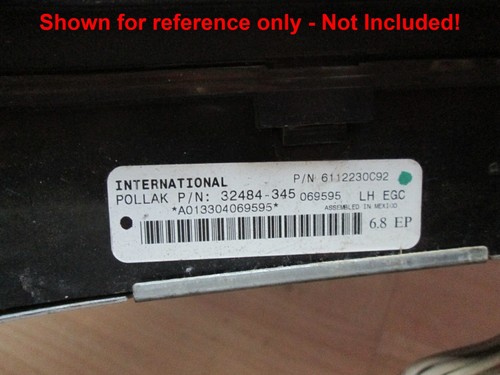 Shown for reference only - Not Included!
P/N 6112230C92
INTERNATIONAL
POLLAK P/N: 32484-345 069595 LH EGC
*A013304069595*
ASSEMBLED IN MEXICO
6.8 EP